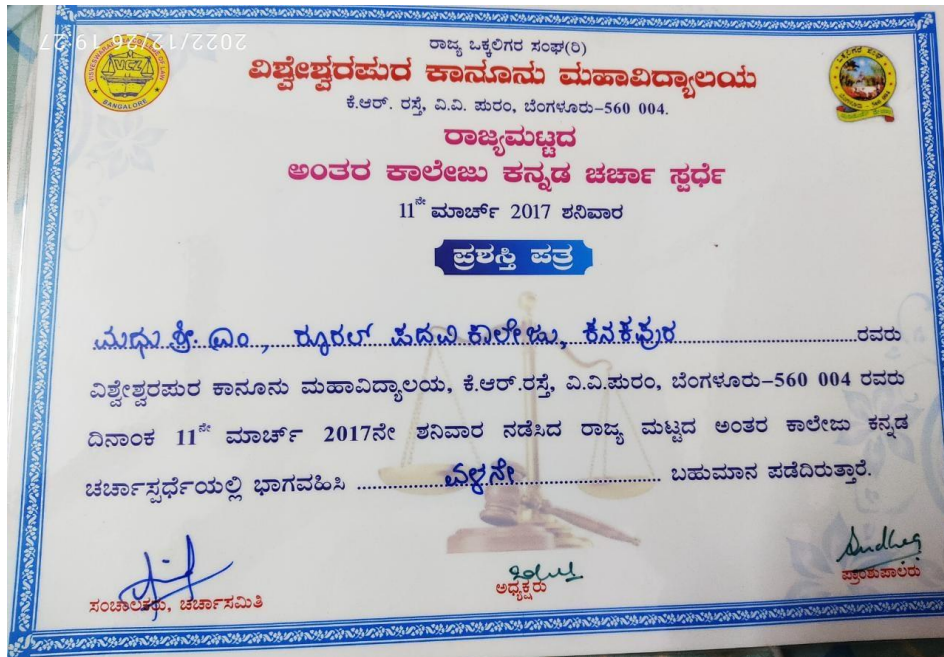 2022/12/26 19:27
ರಾಜ್ಯ ಒಕ್ಕಲಿಗರ ಸಂಘ(ರಿ)
ವಿಶ್ವೇಶ್ವರಪುರ ಕಾನೂನು ಮಹಾವಿದ್ಯಾಲಯ
ಕೆ.ಆರ್. ರಸ್ತೆ, ವಿ.ವಿ. ಪುರಂ, ಬೆಂಗಳೂರು-560 004.
VCL
BANGALORE
ರಾಜ್ಯಮಟ್ಟದ
ಅಂತರ ಕಾಲೇಜು ಕನ್ನಡ ಚರ್ಚಾ ಸ್ಪರ್ಧೆ
11ನೇ ಮಾರ್ಚ್ 2017 ಶನಿವಾರ
ಪ್ರಶಸ್ತಿ ಪತ್ರ
ಮಧುಶ್ರೀ. ಎಂ, ರೂರಲ್ ಪದವಿ ಕಾಲೇಜು, ಕನಕಪುರ ರವರು
ವಿಶ್ವೇಶ್ವರಪುರ ಕಾನೂನು ಮಹಾವಿದ್ಯಾಲಯ, ಕೆ.ಆರ್.ರಸ್ತೆ, ವಿ.ವಿ.ಪುರಂ, ಬೆಂಗಳೂರು-560 004 ರವರು
ದಿನಾಂಕ 11ನೇ ಮಾರ್ಚ್ 2017ನೇ ಶನಿವಾರ ನಡೆಸಿದ ರಾಜ್ಯ ಮಟ್ಟದ ಅಂತರ ಕಾಲೇಜು ಕನ್ನಡ
ಚರ್ಚಾಸ್ಪರ್ಧೆಯಲ್ಲಿ ಭಾಗವಹಿಸಿ ಬಹುಮಾನ ಪಡೆದಿರುತ್ತಾರೆ.
ಸಂಚಾಲಕರು, ಚರ್ಚಾಸಮಿತಿ
ಅಧ್ಯಕ್ಷರು
ಪ್ರಾಂಶುಪಾಲರು